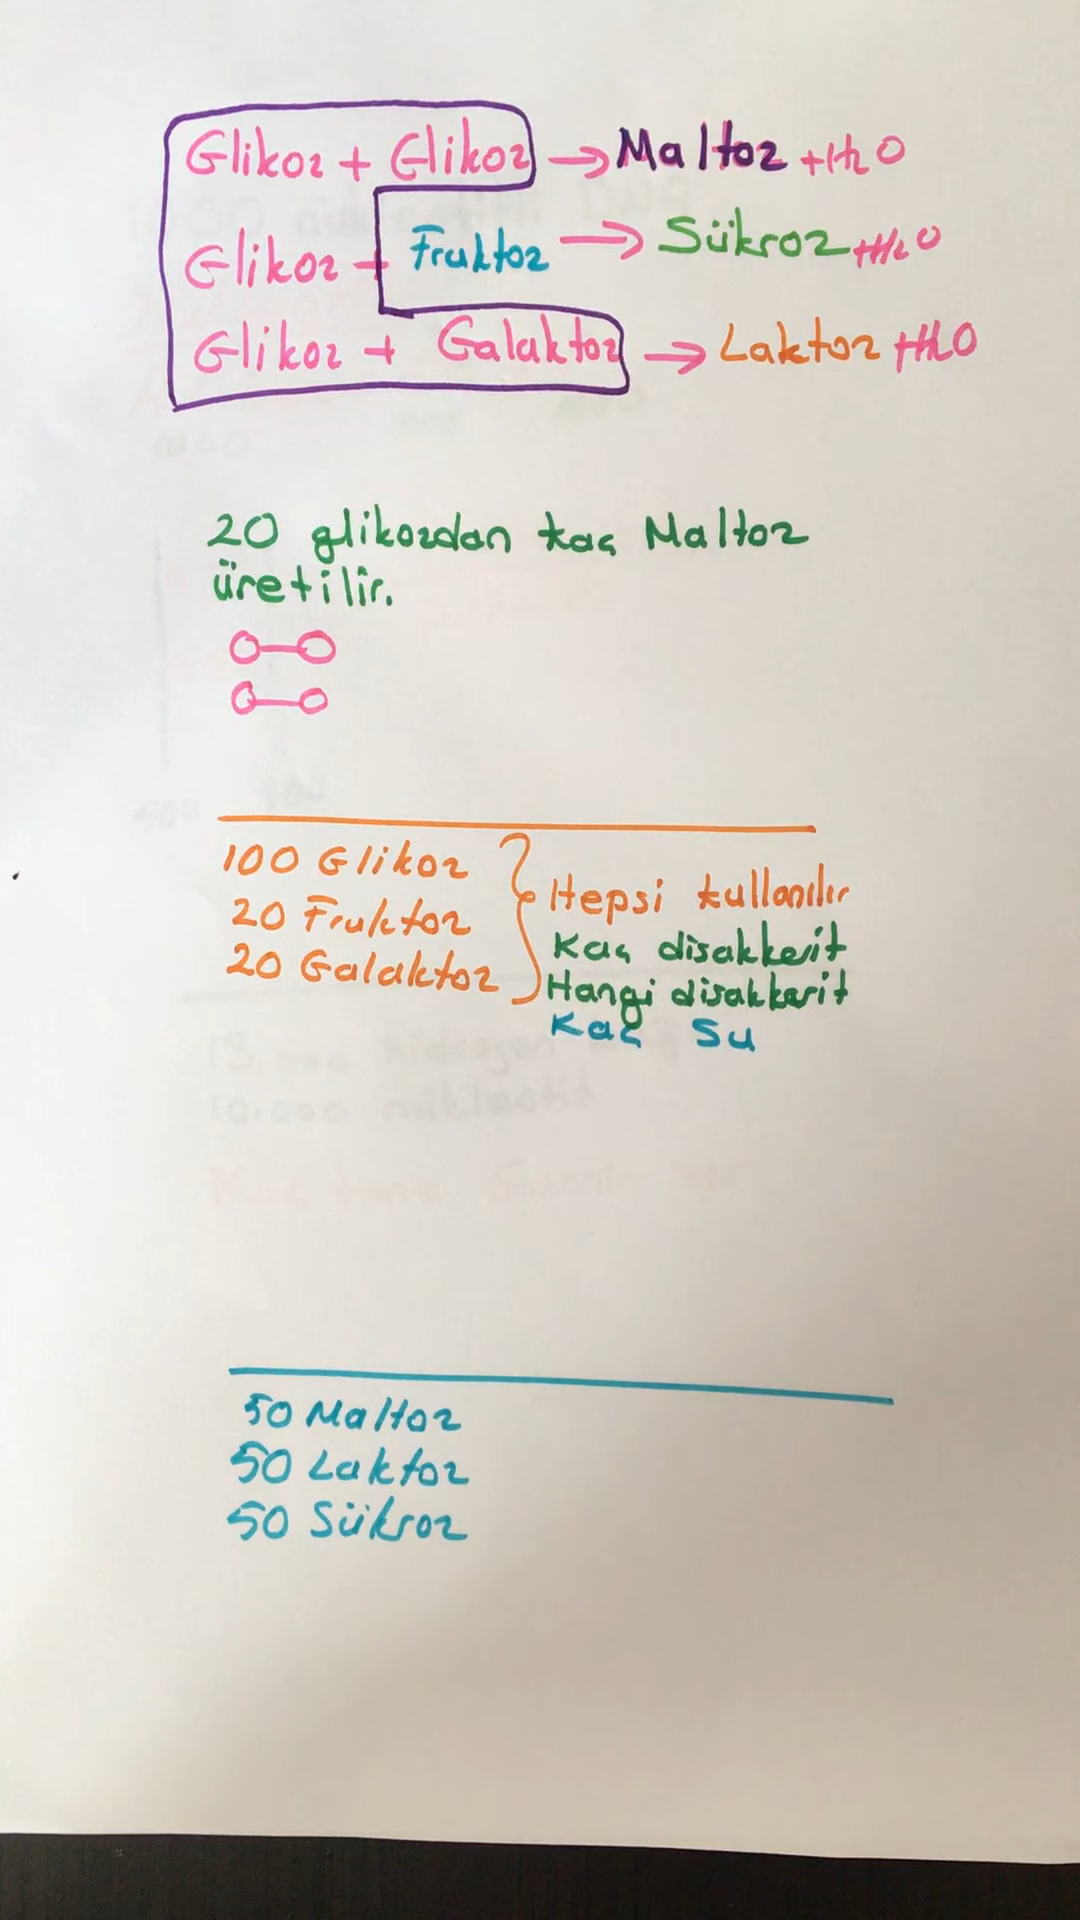 Glikoz + Glikoz → Maltoz + H2O
Glikoz + Fruktoz → Sükroz + H2O
Glikoz + Galaktoz → Laktoz + H2O
20 glikozdan kaç Maltoz
üretilir.
100 Glikoz
20 Fruktoz
20 Galaktoz
Hepsi kullanılır
Kaç disakkarit
Hangi disakkarit
Kaç Su
50 Maltoz
50 Laktoz
50 Sükroz